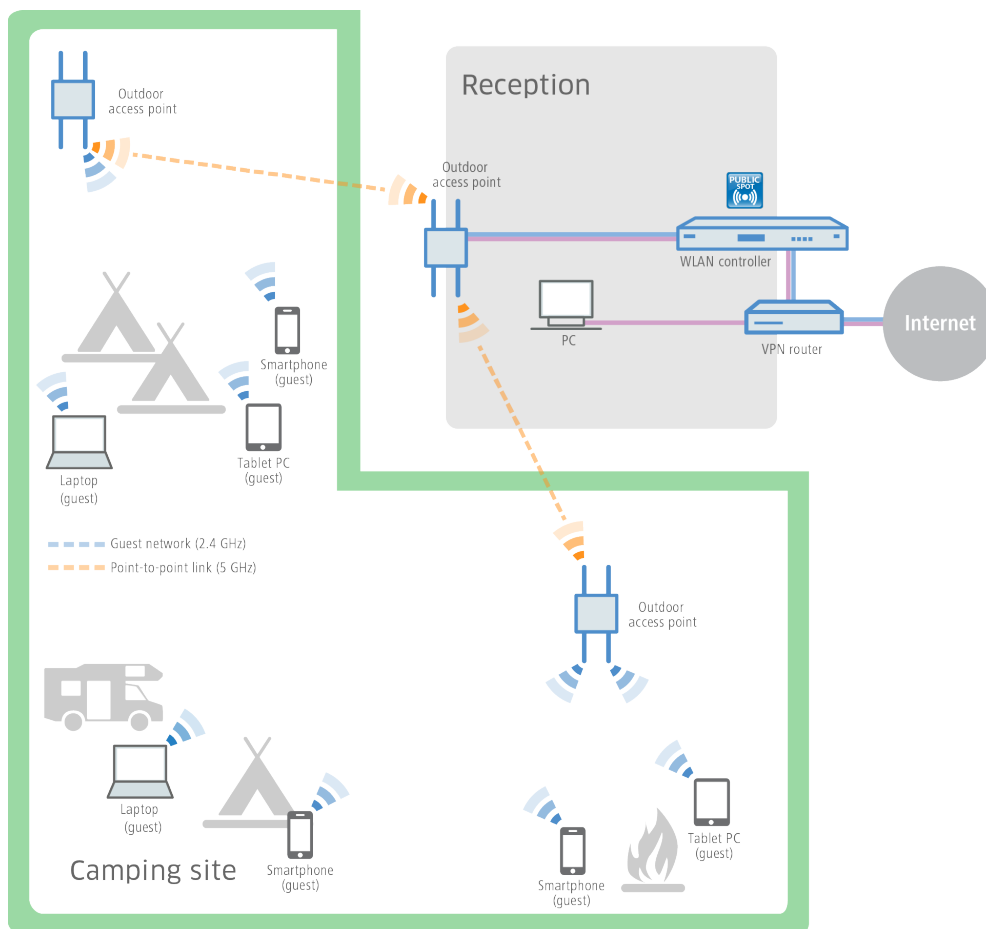 Outdoor
access point
Reception
Outdoor
access point
PUBLIC
SPOT
WLAN controller
PC
VPN router
Internet
Smartphone
(guest)
Tablet PC
(guest)
Laptop
(guest)
Guest network (2.4 GHz)
Point-to-point link (5 GHz)
Outdoor
access point
Laptop
(guest)
Smartphone
(guest)
Smartphone
(guest)
Tablet PC
(guest)
Camping site